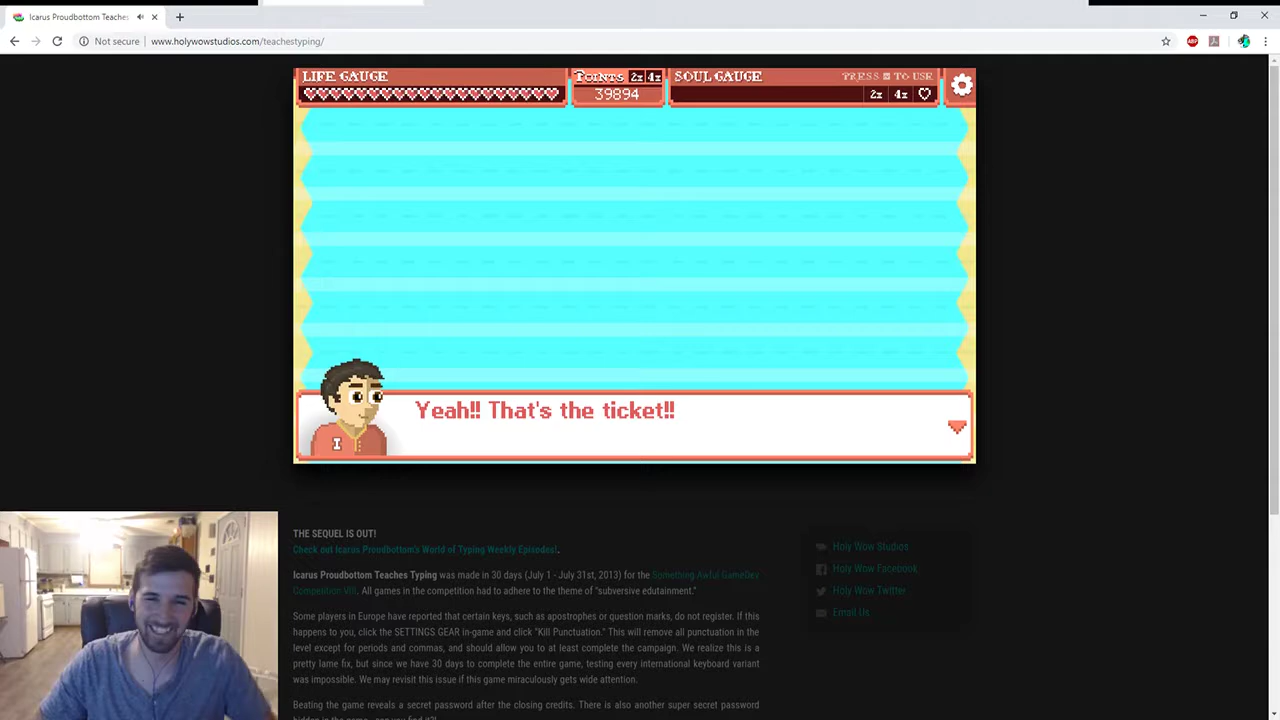 Icarus Proudbottom Teaches
Not secure | www.holywowstudios.com/teachestyping/
ABP
LIFE GAUGE
POINTS 2x 4x
39894
SOUL GAUGE
PRESS TO USE
2x 4x
I
Yeah!! That's the ticket!!
THE SEQUEL IS OUT!
Check out Icarus Proudbottom's World of Typing Weekly Episodes!.
Icarus Proudbottom Teaches Typing was made in 30 days (July 1 - July 31st, 2013) for the Something Awful GameDev
Competition VIII. All games in the competition had to adhere to the theme of "subversive edutainment."
Some players in Europe have reported that certain keys, such as apostrophes or question marks, do not register. If this
happens to you, click the SETTINGS GEAR in-game and click "Kill Punctuation." This will remove all punctuation in the
level except for periods and commas, and should allow you to at least complete the campaign. We realize this is a
pretty lame fix, but since we have 30 days to complete the entire game, testing every international keyboard variant
was impossible. We may revisit this issue if this game miraculously gets wide attention.
Beating the game reveals a secret password after the closing credits. There is also another super secret password
Holy Wow Studios
Holy Wow Facebook
Holy Wow Twitter
Email Us